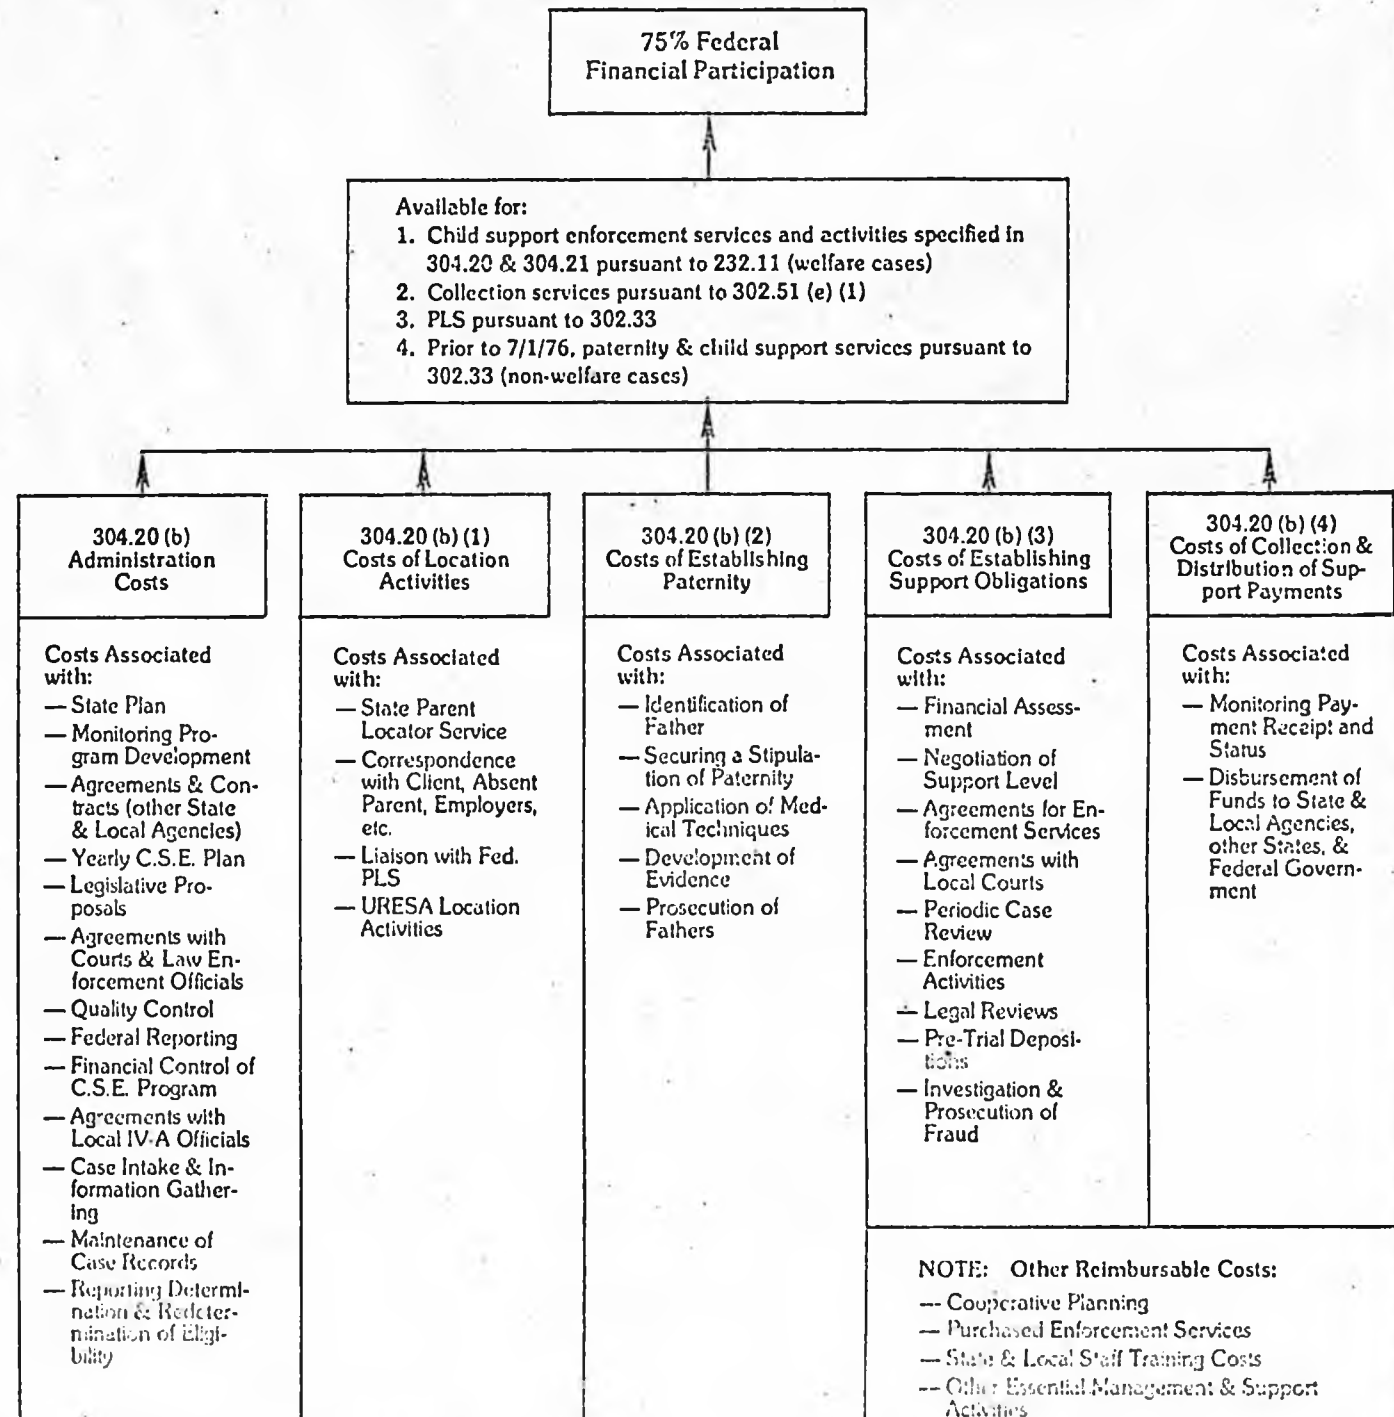 75% Federal
Financial Participation
Available for:
1. Child support enforcement services and activities specified in
304.20 & 304.21 pursuant to 232.11 (welfare cases)
2. Collection services pursuant to 302.51 (e) (1)
3. PLS pursuant to 302.33
4. Prior to 7/1/76, paternity & child support services pursuant to
302.33 (non-welfare cases)
304.20 (b)
Administration
Costs
Costs Associated
with:
— State Plan
— Monitoring Pro-
gram Development
— Agreements & Con-
tracts (other State
& Local Agencies)
— Yearly C.S.E. Plan
— Legislative Pro-
posals
— Agreements with
Courts & Law En-
forcement Officials
— Quality Control
— Federal Reporting
— Financial Control of
C.S.E. Program
— Agreements with
Local IV-A Officials
— Case Intake & In-
formation Gather-
ing
— Maintenance of
Case Records
— Reporting Determi-
nation & Redeter-
mination of Eligi-
bility
304.20 (b) (1)
Costs of Location
Activities
Costs Associated
with:
— State Parent
Locator Service
— Correspondence
with Client, Absent
Parent, Employers,
etc.
— Liaison with Fed.
PLS
— URESA Location
Activities
304.20 (b) (2)
Costs of Establishing
Paternity
Costs Associated
with:
— Identification of
Father
— Securing a Stipula-
tion of Paternity
— Application of Med-
ical Techniques
— Development of
Evidence
— Prosecution of
Fathers
304.20 (b) (3)
Costs of Establishing
Support Obligations
Costs Associated
with:
— Financial Assess-
ment
— Negotiation of
Support Level
— Agreements for En-
forcement Services
— Agreements with
Local Courts
— Periodic Case
Review
— Enforcement
Activities
— Legal Reviews
— Pre-Trial Deposi-
tions
— Investigation &
Prosecution of
Fraud
304.20 (b) (4)
Costs of Collection &
Distribution of Sup-
port Payments
Costs Associated
with:
— Monitoring Pay-
ment Receipt and
Status
— Disbursement of
Funds to State &
Local Agencies,
other States, &
Federal Govern-
ment
NOTE: Other Reimbursable Costs:
— Cooperative Planning
— Purchased Enforcement Services
— State & Local Staff Training Costs
— Other Essential Management & Support
Activities